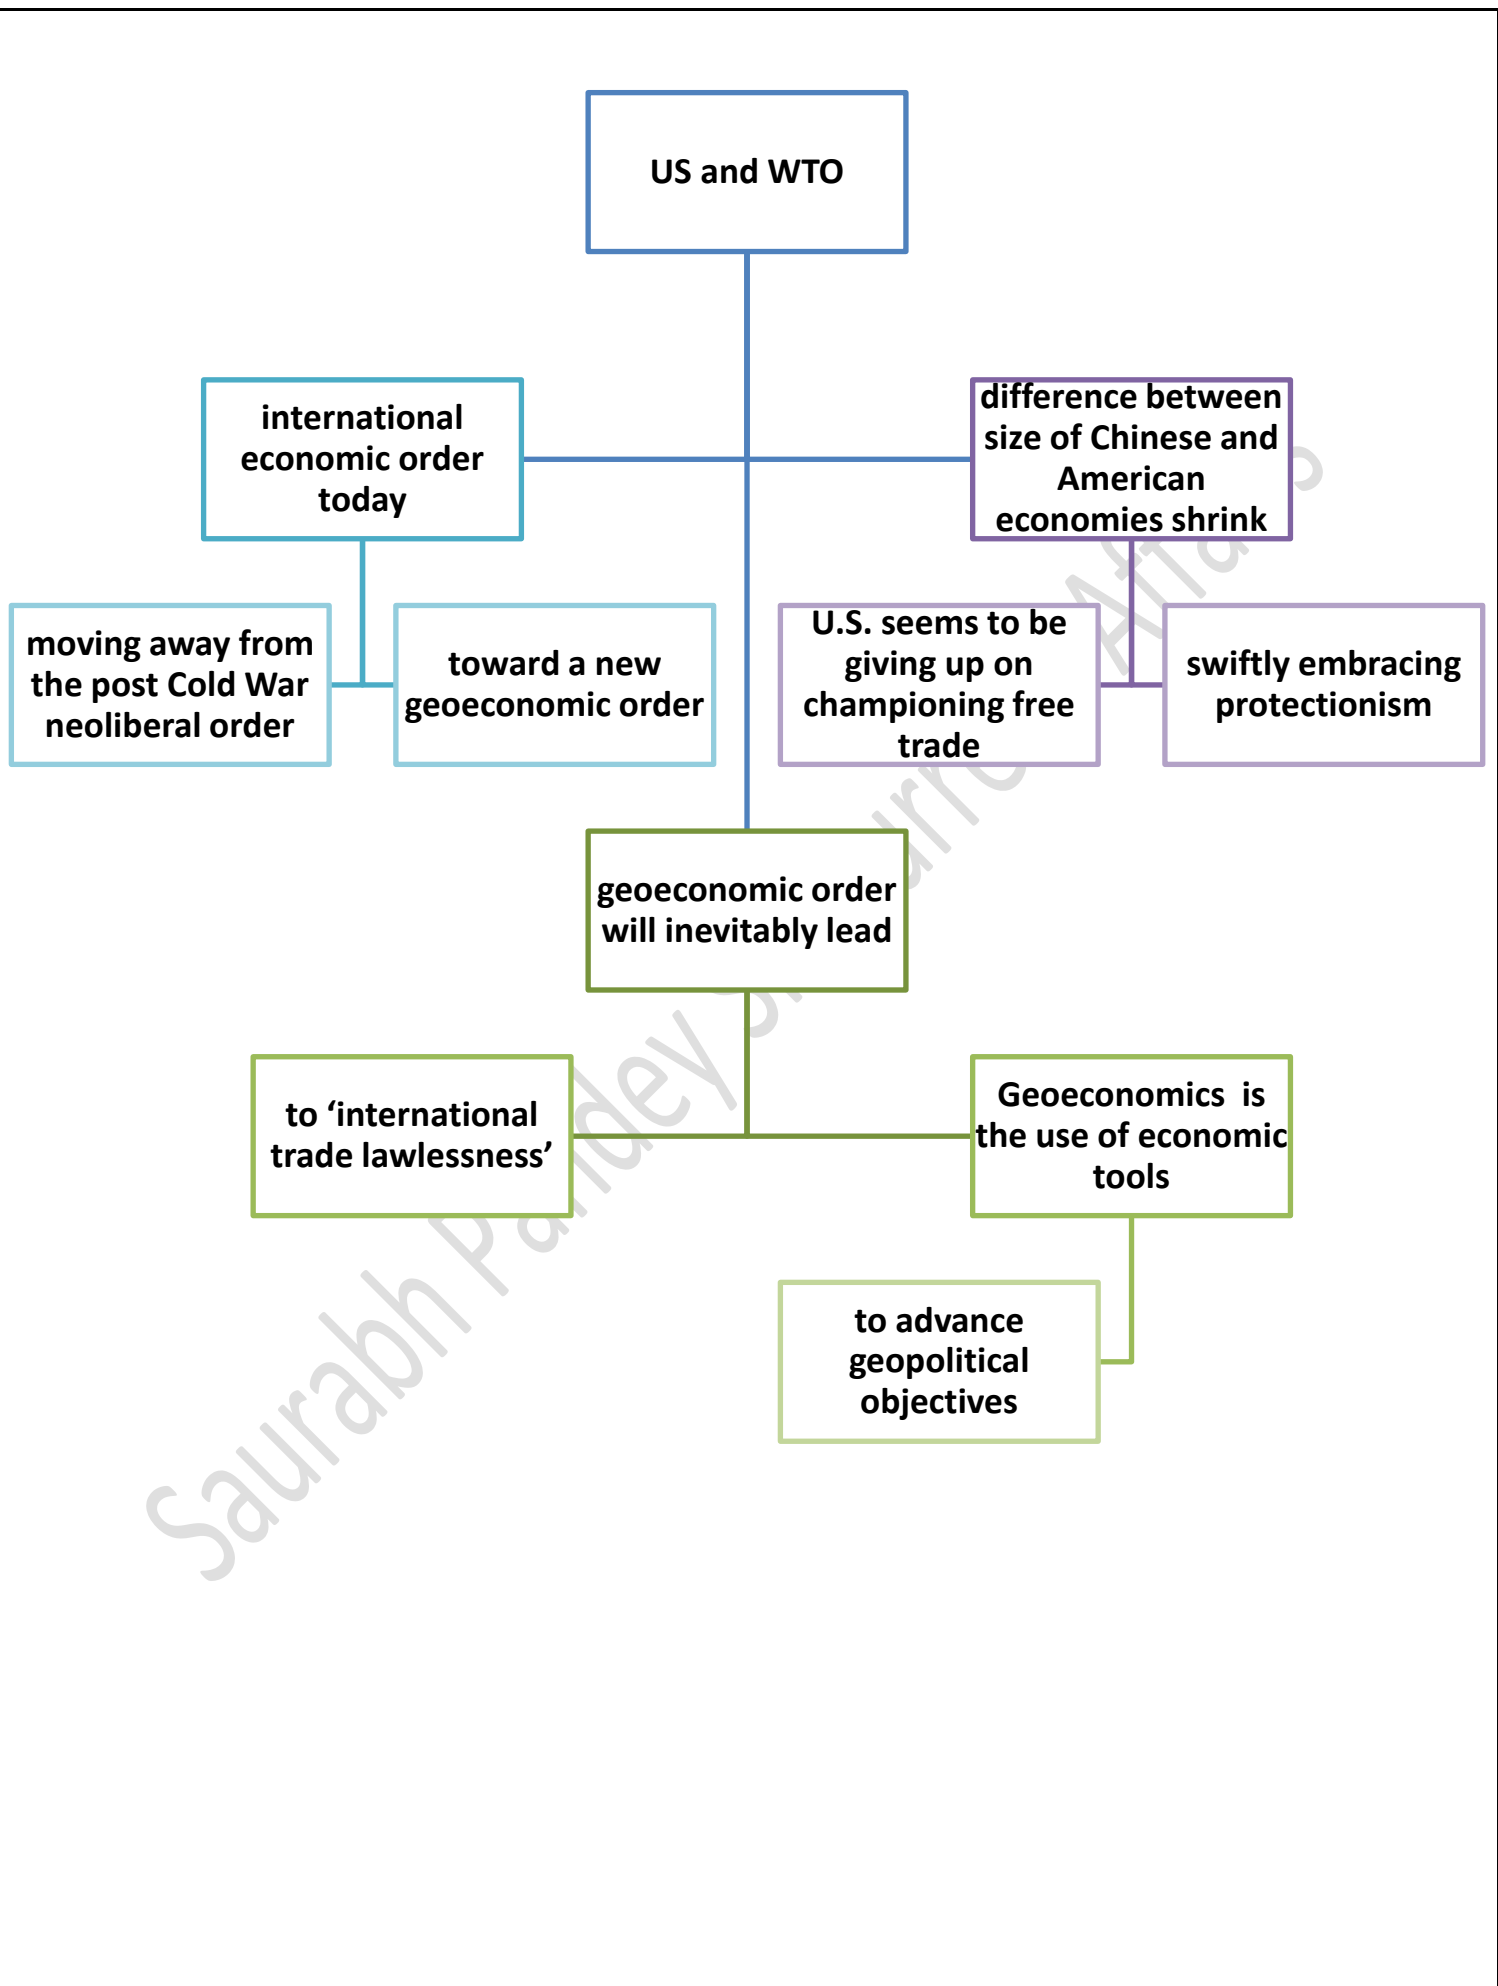 US and WTO
international
economic order
today
difference between
size of Chinese and
American
economies shrink
moving away from
the post Cold War
neoliberal order
toward a new
geoeconomic order
U.S. seems to be
giving up on
championing free
trade
swiftly embracing
protectionism
geoeconomic order
will inevitably lead
to ‘international
trade lawlessness’
Geoeconomics  is
the use of economic
tools
to advance
geopolitical
objectives
Saurabh Pandey